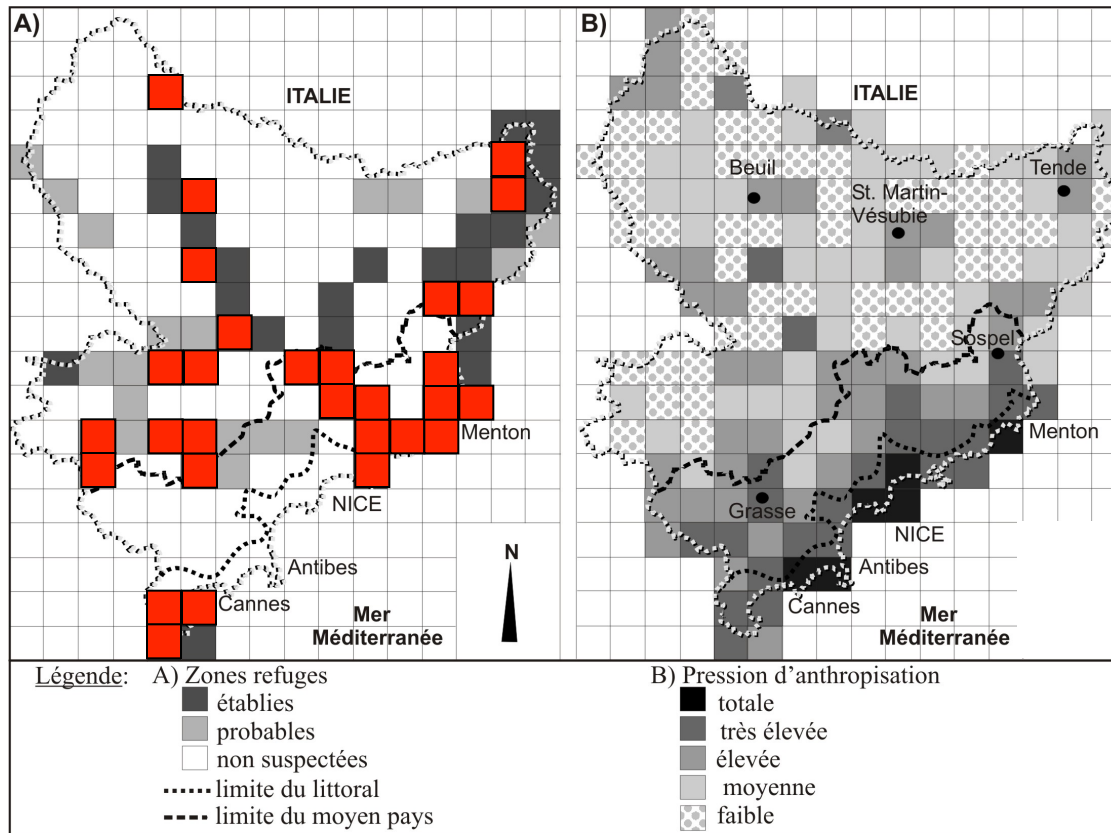 A)
ITALIE
Menton
NICE
Antibes
Cannes
N
Mer
Méditerranée
B)
ITALIE
Beuil
Tende
St. Martin-
Vésubie
Sospel
Menton
Grasse
NICE
Antibes
Cannes
Mer
Méditerranée
Légende: A) Zones refuges
établies
probables
non suspectées
limite du littoral
limite du moyen pays
B) Pression d'anthropisation
totale
très élevée
élevée
moyenne
faible